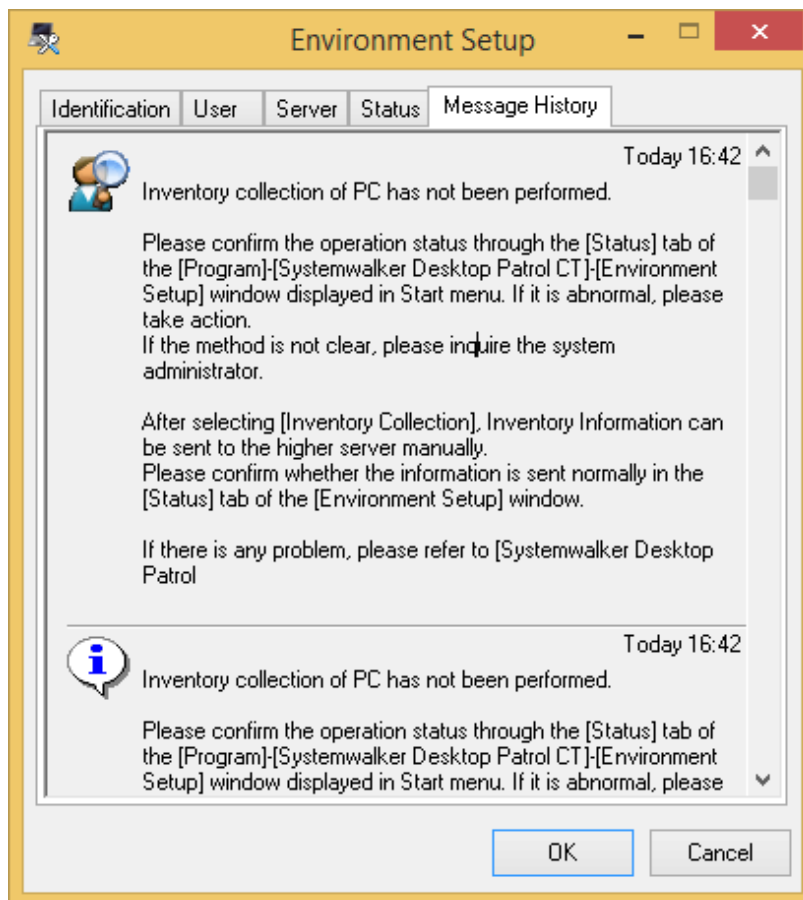 Environment Setup
Identification User Server Status Message History
Today 16:42
Inventory collection of PC has not been performed.
Please confirm the operation status through the [Status] tab of
the [Program]-[Systemwalker Desktop Patrol CT]-[Environment
Setup] window displayed in Start menu. If it is abnormal, please
take action.
If the method is not clear, please inquire the system
administrator.
After selecting [Inventory Collection], Inventory Information can
be sent to the higher server manually.
Please confirm whether the information is sent normally in the
[Status] tab of the [Environment Setup] window.
If there is any problem, please refer to [Systemwalker Desktop
Patrol
Today 16:42
Inventory collection of PC has not been performed.
Please confirm the operation status through the [Status] tab of
the [Program]-[Systemwalker Desktop Patrol CT]-[Environment
Setup] window displayed in Start menu. If it is abnormal, please
OK Cancel